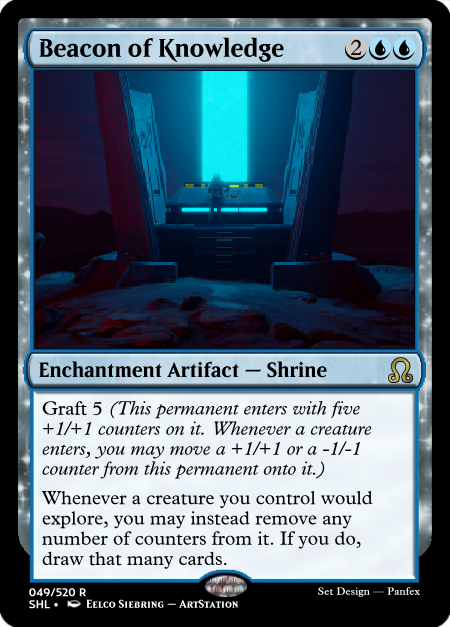 Beacon of Knowledge 2
Enchantment Artifact — Shrine
Graft 5 (This permanent enters with five
+1/+1 counters on it. Whenever a creature
enters, you may move a +1/+1 or a -1/-1
counter from this permanent onto it.)
Whenever a creature you control would
explore, you may instead remove any
number of counters from it. If you do,
draw that many cards.
049/520 R
Set Design — Panfex
SHL • Eelco Siebring — ArtStation